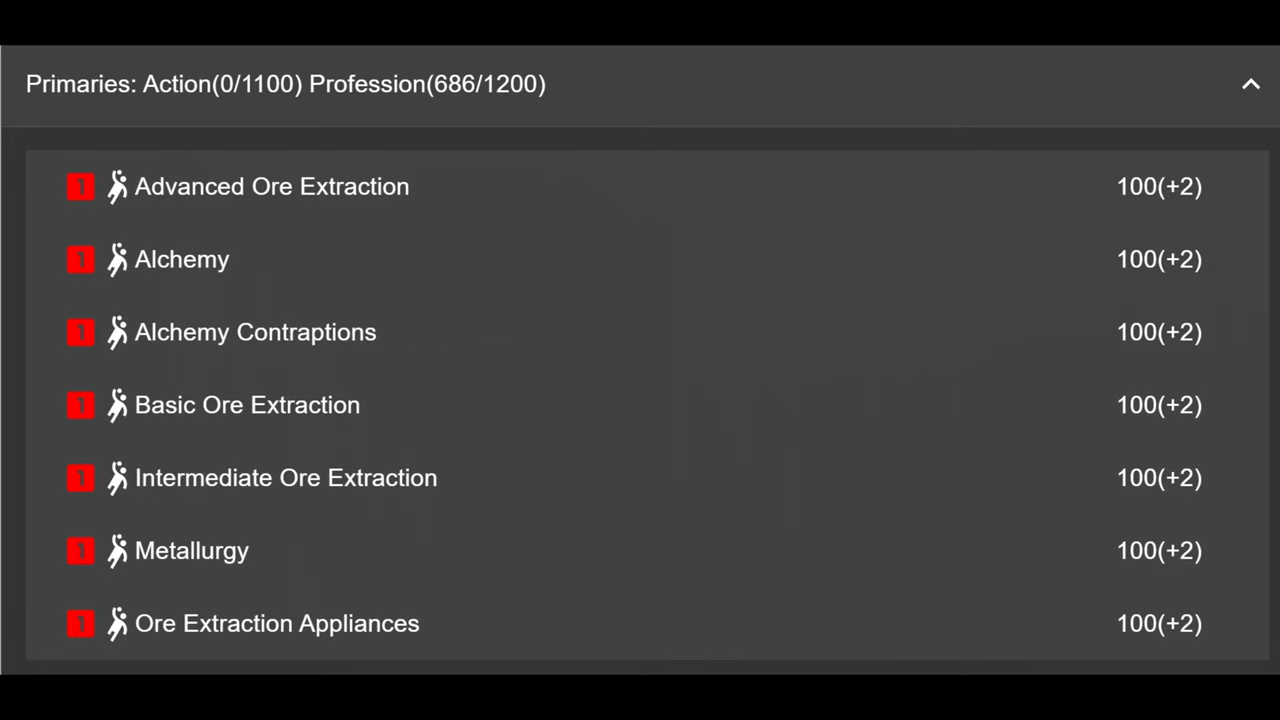 Primaries: Action(0/1100) Profession(686/1200)
1 Advanced Ore Extraction 100(+2)
1 Alchemy 100(+2)
1 Alchemy Contraptions 100(+2)
1 Basic Ore Extraction 100(+2)
1 Intermediate Ore Extraction 100(+2)
1 Metallurgy 100(+2)
1 Ore Extraction Appliances 100(+2)